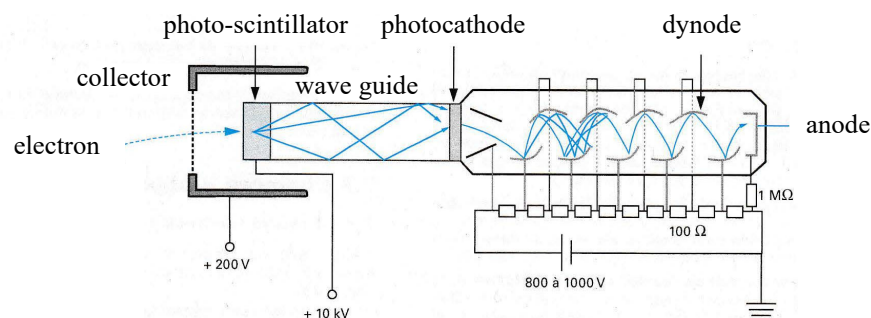 photo-scintillator
photocathode
dynode
collector
wave guide
electron
anode
1 MΩ
100 Ω
+ 200 V
800 à 1000 V
+ 10 kV